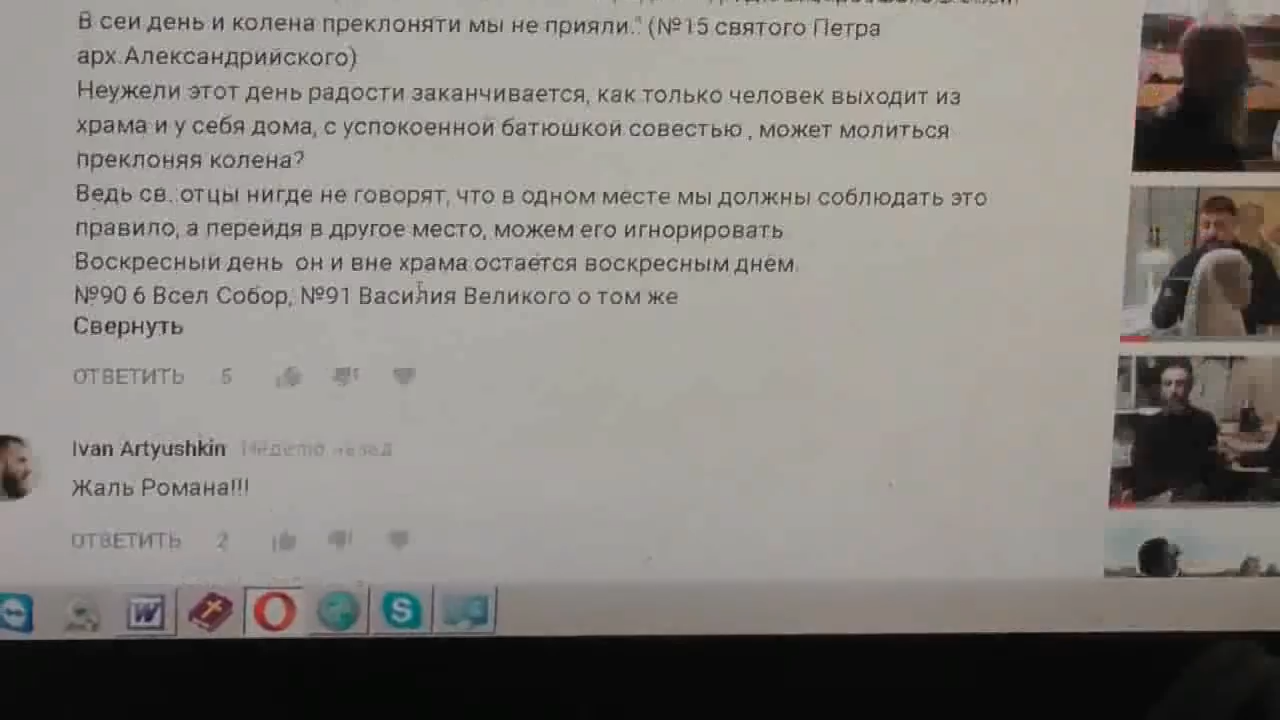 В сей день и колена преклоняти мы не прияли." (№15 святого Петра
арх.Александрийского)
Неужели этот день радости заканчивается, как только человек выходит из
храма и у себя дома, с успокоенной батюшкой совестью , может молиться
преклоняя колена?
Ведь св. отцы нигде не говорят, что в одном месте мы должны соблюдать это
правило, а перейдя в другое место, можем его игнорировать
Воскресный день он и вне храма остаётся воскресным днём.
№90 6 Всел Собор, №91 Василия Великого о том же
Свернуть
ОТВЕТИТЬ 5
Ivan Artyushkin Неделю назад
Жаль Романа!!!
ОТВЕТИТЬ 2
W
S